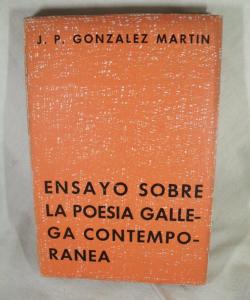 J. P. GONZALEZ MARTIN
ENSAYO SOBRE
LA POESIA GALLE-
GA CONTEMPO-
RANEA